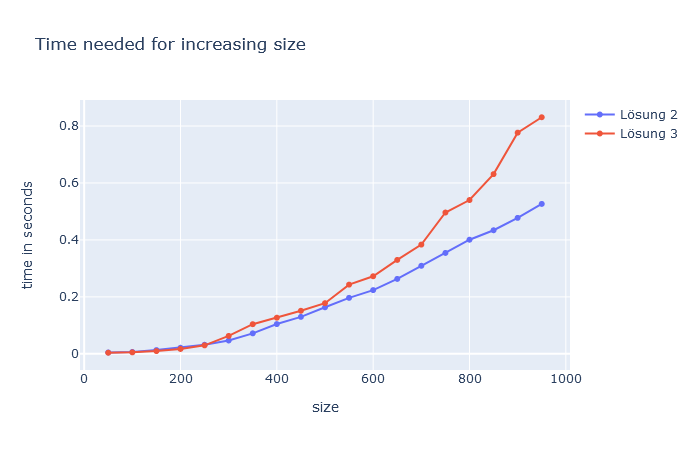 Time needed for increasing size
Lösung 2
Lösung 3
time in seconds
0.8
0.6
0.4
0.2
0
0
200
400
600
800
1000
size